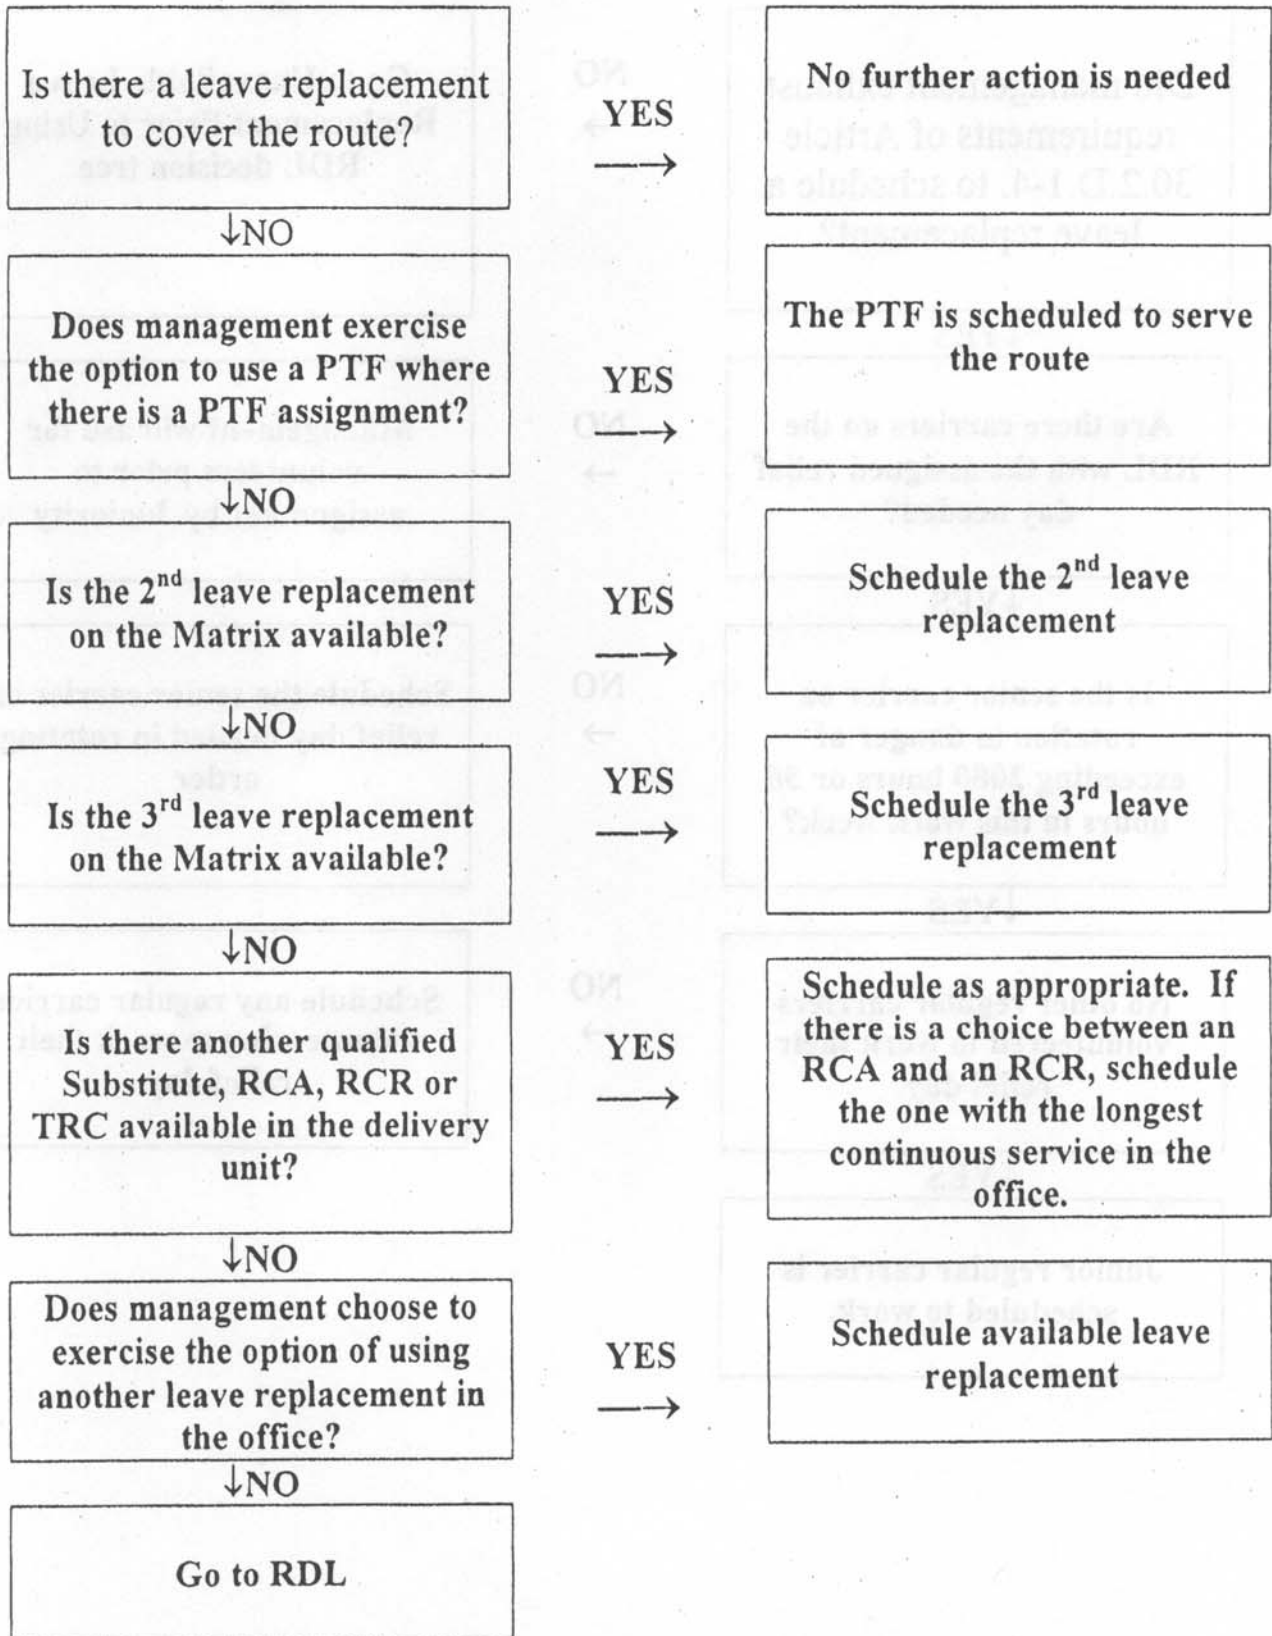 Is there a leave replacement
to cover the route?
YES
→
No further action is needed
↓NO
Does management exercise
the option to use a PTF where
there is a PTF assignment?
YES
→
The PTF is scheduled to serve
the route
↓NO
Is the 2nd leave replacement
on the Matrix available?
YES
→
Schedule the 2nd leave
replacement
↓NO
Is the 3rd leave replacement
on the Matrix available?
YES
→
Schedule the 3rd leave
replacement
↓NO
Is there another qualified
Substitute, RCA, RCR or
TRC available in the delivery
unit?
YES
→
Schedule as appropriate. If
there is a choice between an
RCA and an RCR, schedule
the one with the longest
continuous service in the
office.
↓NO
Does management choose to
exercise the option of using
another leave replacement in
the office?
YES
→
Schedule available leave
replacement
↓NO
Go to RDL